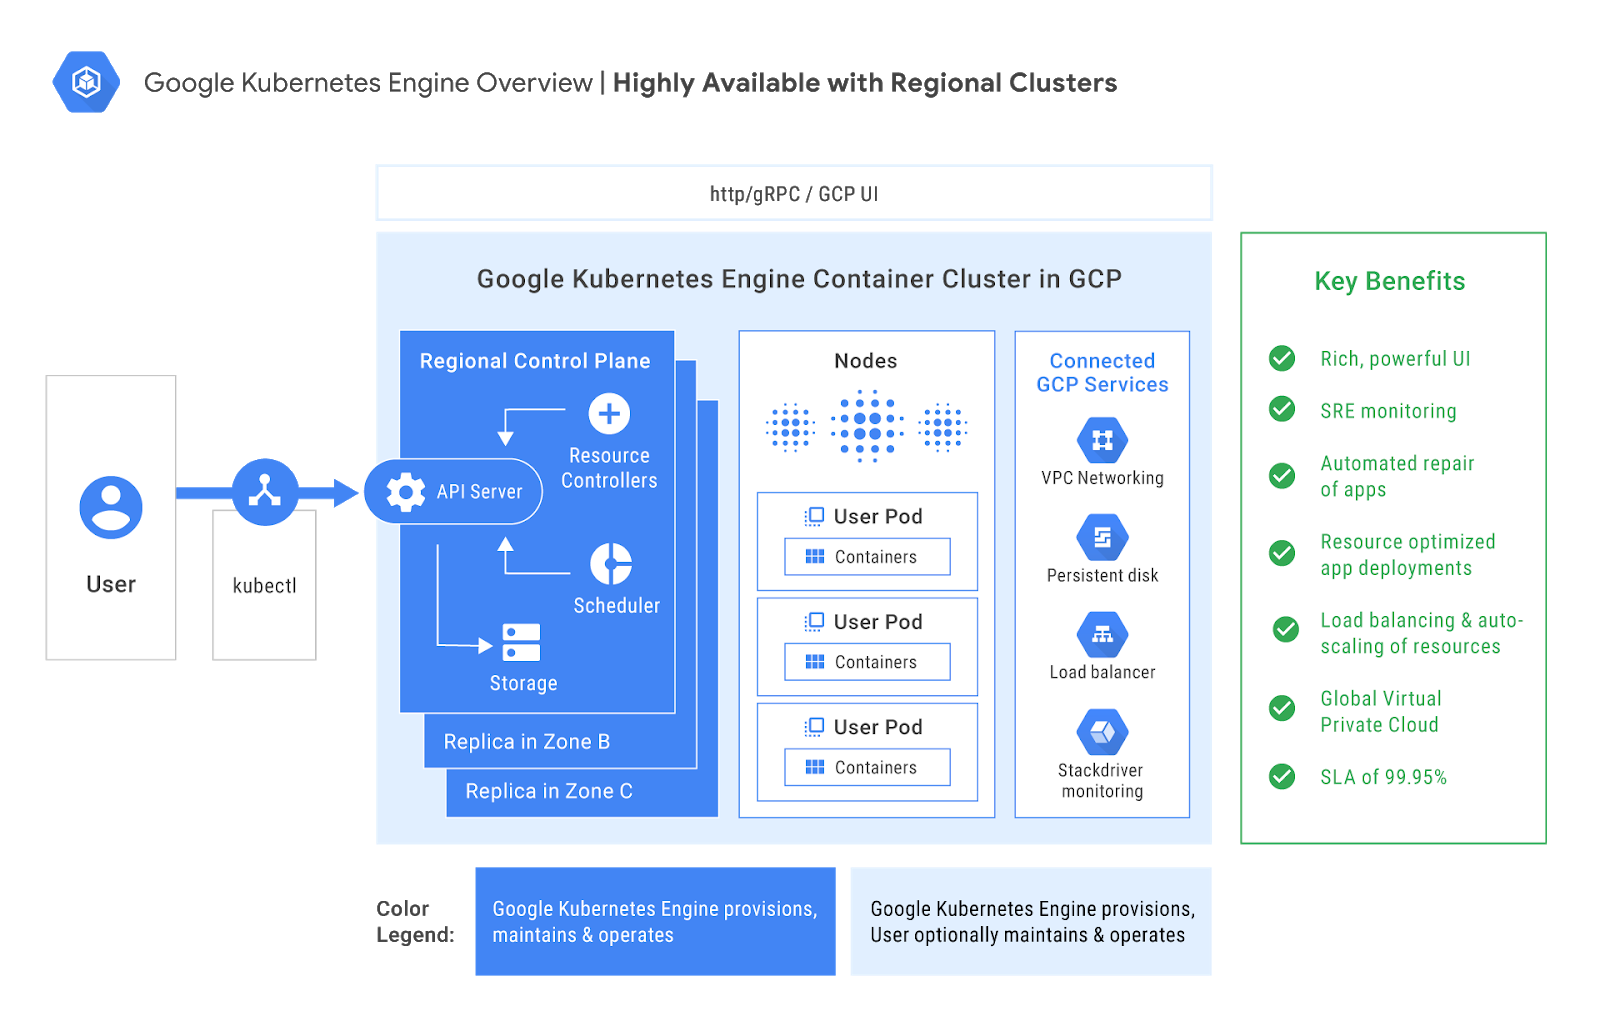 Google Kubernetes Engine Overview | Highly Available with Regional Clusters
http/gRPC / GCP UI
Google Kubernetes Engine Container Cluster in GCP
User
kubectl
Regional Control Plane
Resource
Controllers
API Server
Scheduler
Storage
Replica in Zone B
Replica in Zone C
Nodes
User Pod
Containers
User Pod
Containers
User Pod
Containers
Connected
GCP Services
VPC Networking
Persistent disk
Load balancer
Stackdriver
monitoring
Key Benefits
Rich, powerful UI
SRE monitoring
Automated repair
of apps
Resource optimized
app deployments
Load balancing & auto-
scaling of resources
Global Virtual
Private Cloud
SLA of 99.95%
Color
Legend:
Google Kubernetes Engine provisions,
maintains & operates
Google Kubernetes Engine provisions,
User optionally maintains & operates